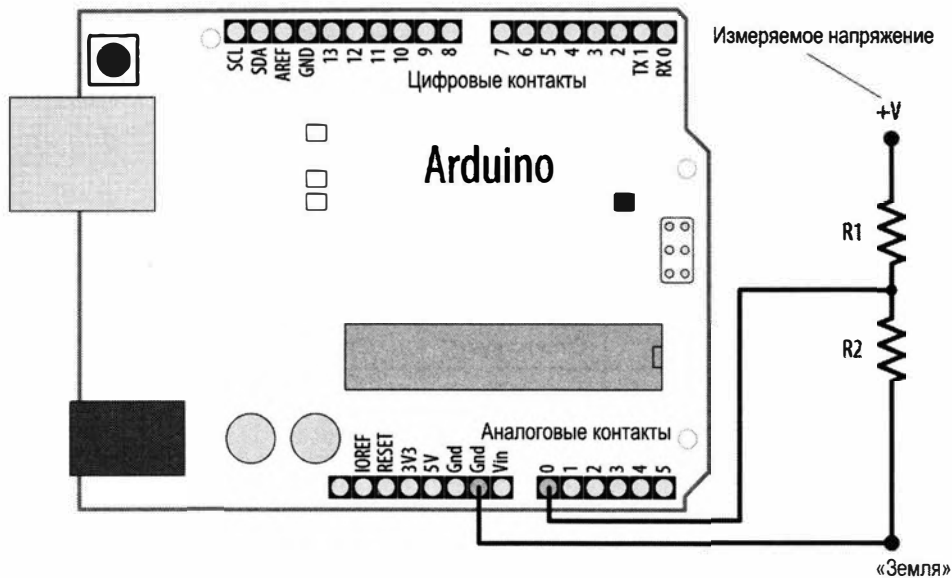 SCL
SDA
AREF
GND
13
12
11
10
9
8
7
6
5
4
3
2
TX 1
RX 0
Цифровые контакты
Измеряемое напряжение
+V
Arduino
R1
R2
Аналоговые контакты
IOREF
RESET
3V3
5V
Gnd
Gnd
Vin
0
1
2
3
4
5
«Земля»